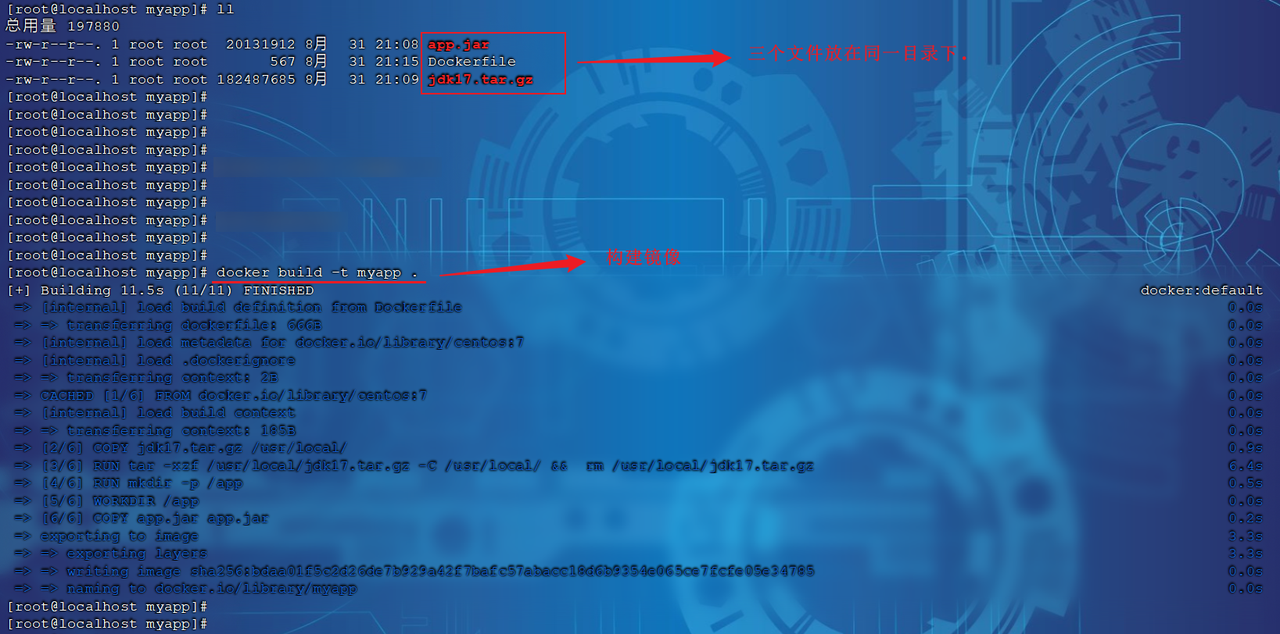 [root@localhost myapp]# ll
总用量 197880
-rw-r--r--. 1 root root  20131912 8月   31 21:08 app.jar
-rw-r--r--. 1 root root       567 8月   31 21:15 Dockerfile
-rw-r--r--. 1 root root 182487685 8月   31 21:09 jdk17.tar.gz
三个文件放在同一目录下.
[root@localhost myapp]#
[root@localhost myapp]#
[root@localhost myapp]#
[root@localhost myapp]#
[root@localhost myapp]#
[root@localhost myapp]#
[root@localhost myapp]#
[root@localhost myapp]#
[root@localhost myapp]#
[root@localhost myapp]#
[root@localhost myapp]# docker build -t myapp .
构建镜像
[+] Building 11.5s (11/11) FINISHED docker:default
=> [internal] load build definition from Dockerfile 0.0s
=> => transferring dockerfile: 606B 0.0s
=> [internal] load metadata for docker.io/library/centos:7 0.0s
=> [internal] load .dockerignore 0.0s
=> => transferring context: 2B 0.0s
=> CACHED [1/6] FROM docker.io/library/centos:7 0.0s
=> [internal] load build context 0.0s
=> => transferring context: 185B 0.0s
=> [2/6] COPY jdk17.tar.gz /usr/local/ 0.9s
=> [3/6] RUN tar -xzf /usr/local/jdk17.tar.gz -C /usr/local/ &&  rm /usr/local/jdk17.tar.gz 6.4s
=> [4/6] RUN mkdir -p /app 0.5s
=> [5/6] WORKDIR /app 0.0s
=> [6/6] COPY app.jar app.jar 0.2s
=> exporting to image 3.3s
=> => exporting layers 3.3s
=> => writing image 0.0s
=> => naming to docker.io/library/myapp 0.0s
[root@localhost myapp]#
[root@localhost myapp]#